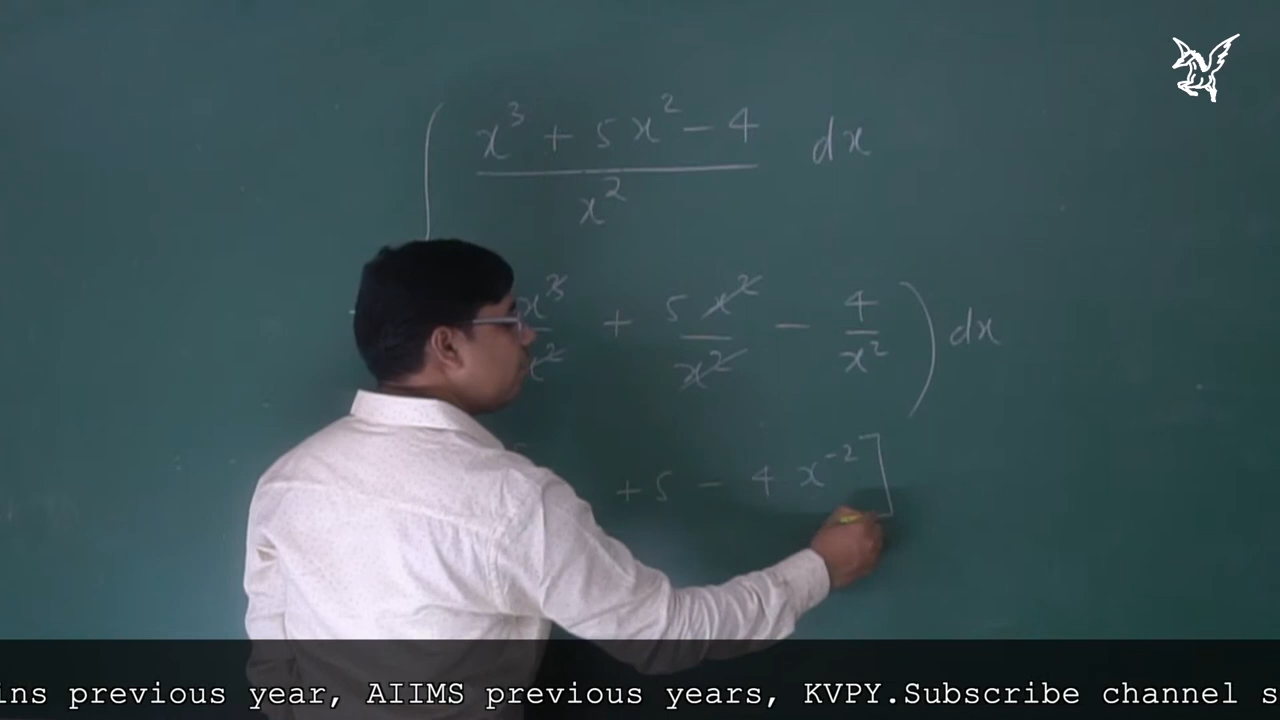 ∫ x³ + 5x² – 4 / x² dx
x³/x² + 5x²/x² – 4/x² ) dx
+ 5 – 4 x⁻² ]
ins previous year, AIIMS previous years, KVPY.Subscribe channel s